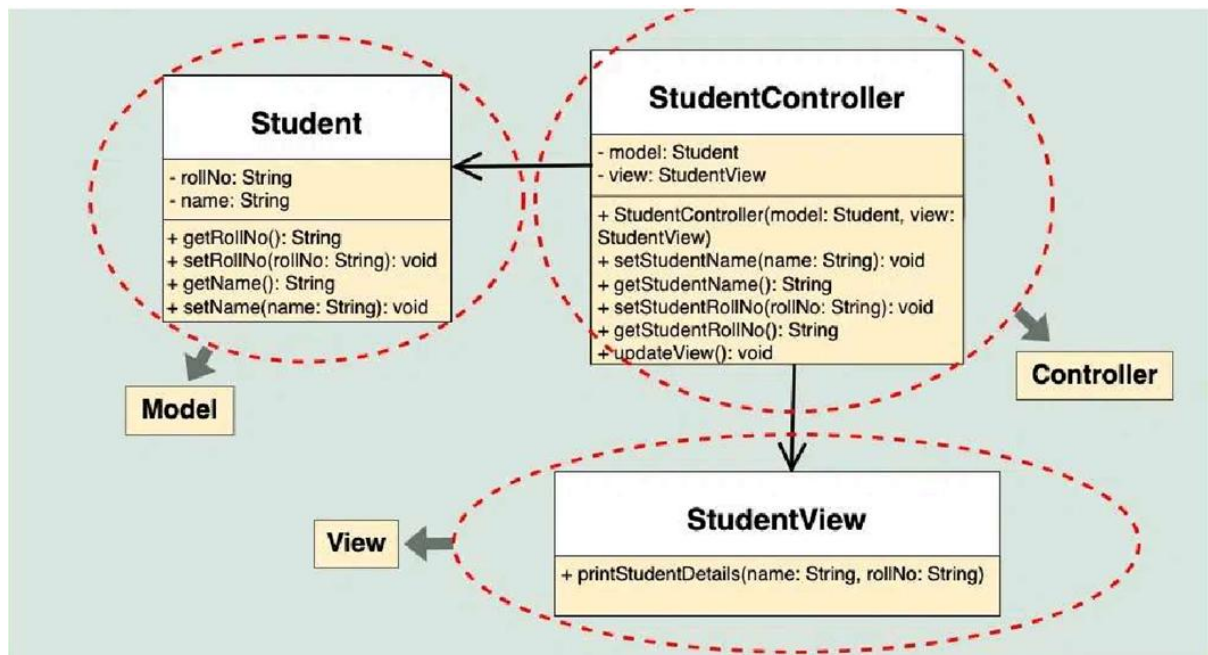 Student
- rollNo: String
- name: String
+ getRollNo(): String
+ setRollNo(rollNo: String): void
+ getName(): String
+ setName(name: String): void
Model
StudentController
- model: Student
- view: StudentView
+ StudentController(model: Student, view:
StudentView)
+ setStudentName(name: String): void
+ getStudentName(): String
+ setStudentRollNo(rollNo: String): void
+ getStudentRollNo(): String
+ updateView(): void
Controller
StudentView
+ printStudentDetails(name: String, rollNo: String)
View